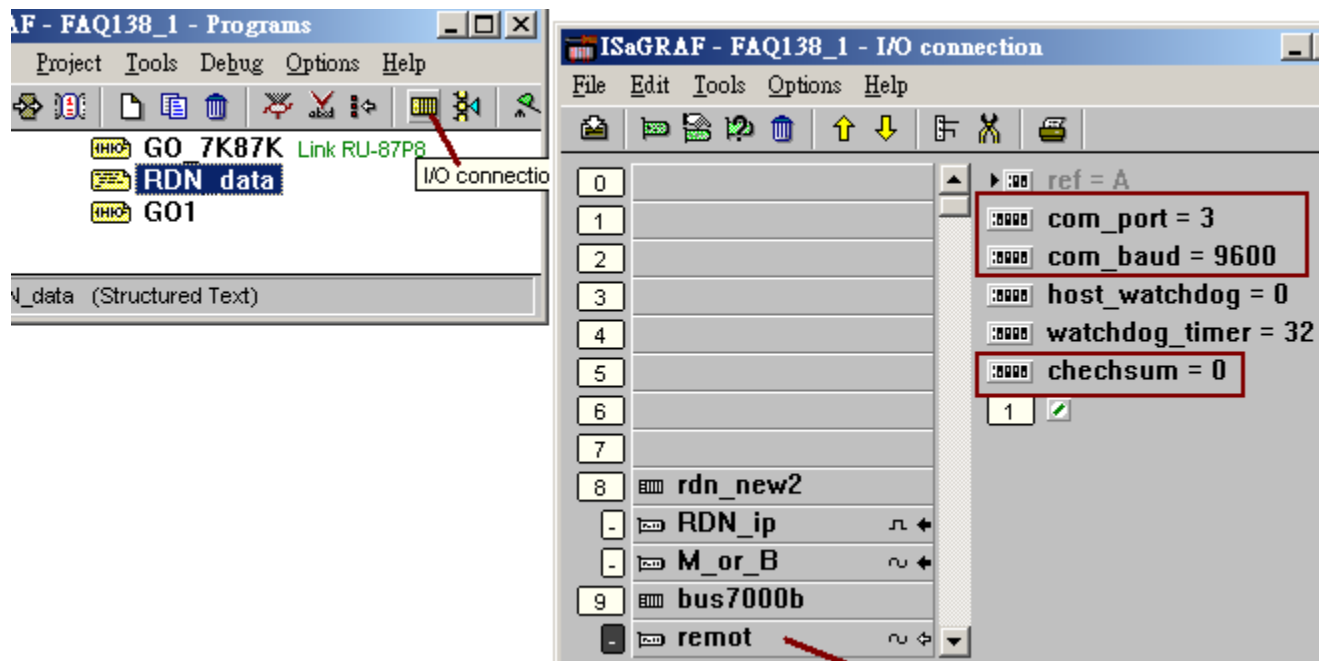 AF - FAQ138_1 - Programs
Project Tools Debug Options Help
GO_7K87K Link RU-87P8
RDN_data
GO1
I/O connectio
N_data (Structured Text)
ISaGRAF - FAQ138_1 - I/O connection
File Edit Tools Options Help
0
1
2
3
4
5
6
7
8 rdn_new2
- RDN_ip
- M_or_B
9 bus7000b
- remot
ref = A
com_port = 3
com_baud = 9600
host_watchdog = 0
watchdog_timer = 32
chechsum = 0
1